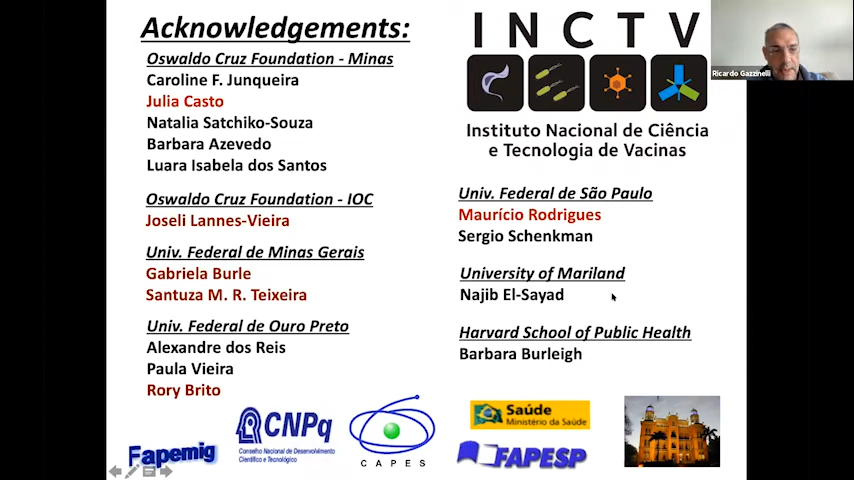 Acknowledgements:
Oswaldo Cruz Foundation - Minas
Caroline F. Junqueira
Julia Casto
Natalia Satchiko-Souza
Barbara Azevedo
Luara Isabela dos Santos
Oswaldo Cruz Foundation - IOC
Joseli Lannes-Vieira
Univ. Federal de Minas Gerais
Gabriela Burle
Santuza M. R. Teixeira
Univ. Federal de Ouro Preto
Alexandre dos Reis
Paula Vieira
Rory Brito
INCTV
Instituto Nacional de Ciência
e Tecnologia de Vacinas
Univ. Federal de São Paulo
Maurício Rodrigues
Sergio Schenkman
University of Mariland
Najib El-Sayad
Harvard School of Public Health
Barbara Burleigh
Fapemig
CNPq
Conselho Nacional de Desenvolvimento
Científico e Tecnológico
CAPES
Saúde
Ministério da Saúde
FAPESP
Ricardo Gazzinelli